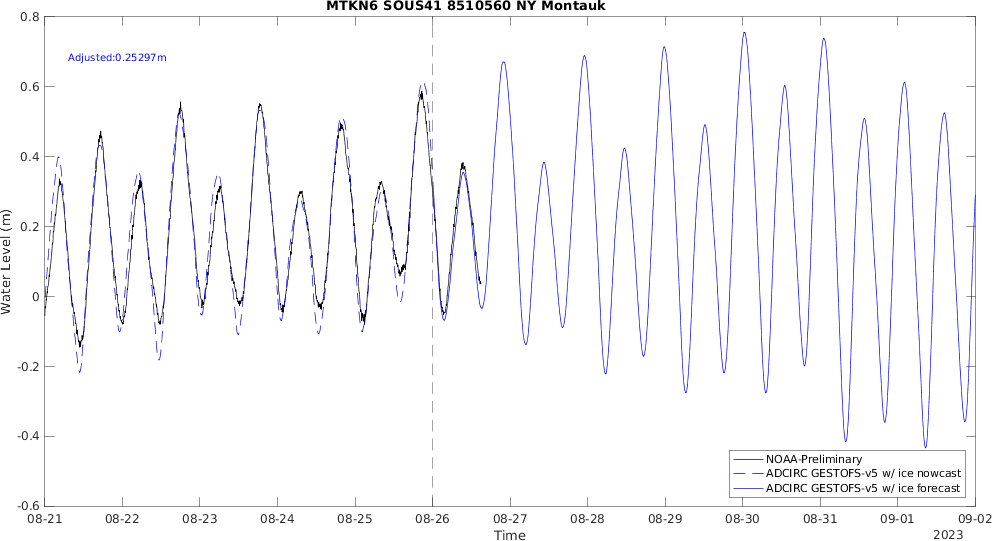 MTKN6 SOUS41 8510560 NY Montauk
Adjusted:0.25297m
Water Level (m)
0.8
0.6
0.4
0.2
0
-0.2
-0.4
-0.6
NOAA-Preliminary
ADCIRC GESTOFS-v5 w/ ice nowcast
ADCIRC GESTOFS-v5 w/ ice forecast
08-21 08-22 08-23 08-24 08-25 08-26 08-27 08-28 08-29 08-30 08-31 09-01 09-02
Time
2023